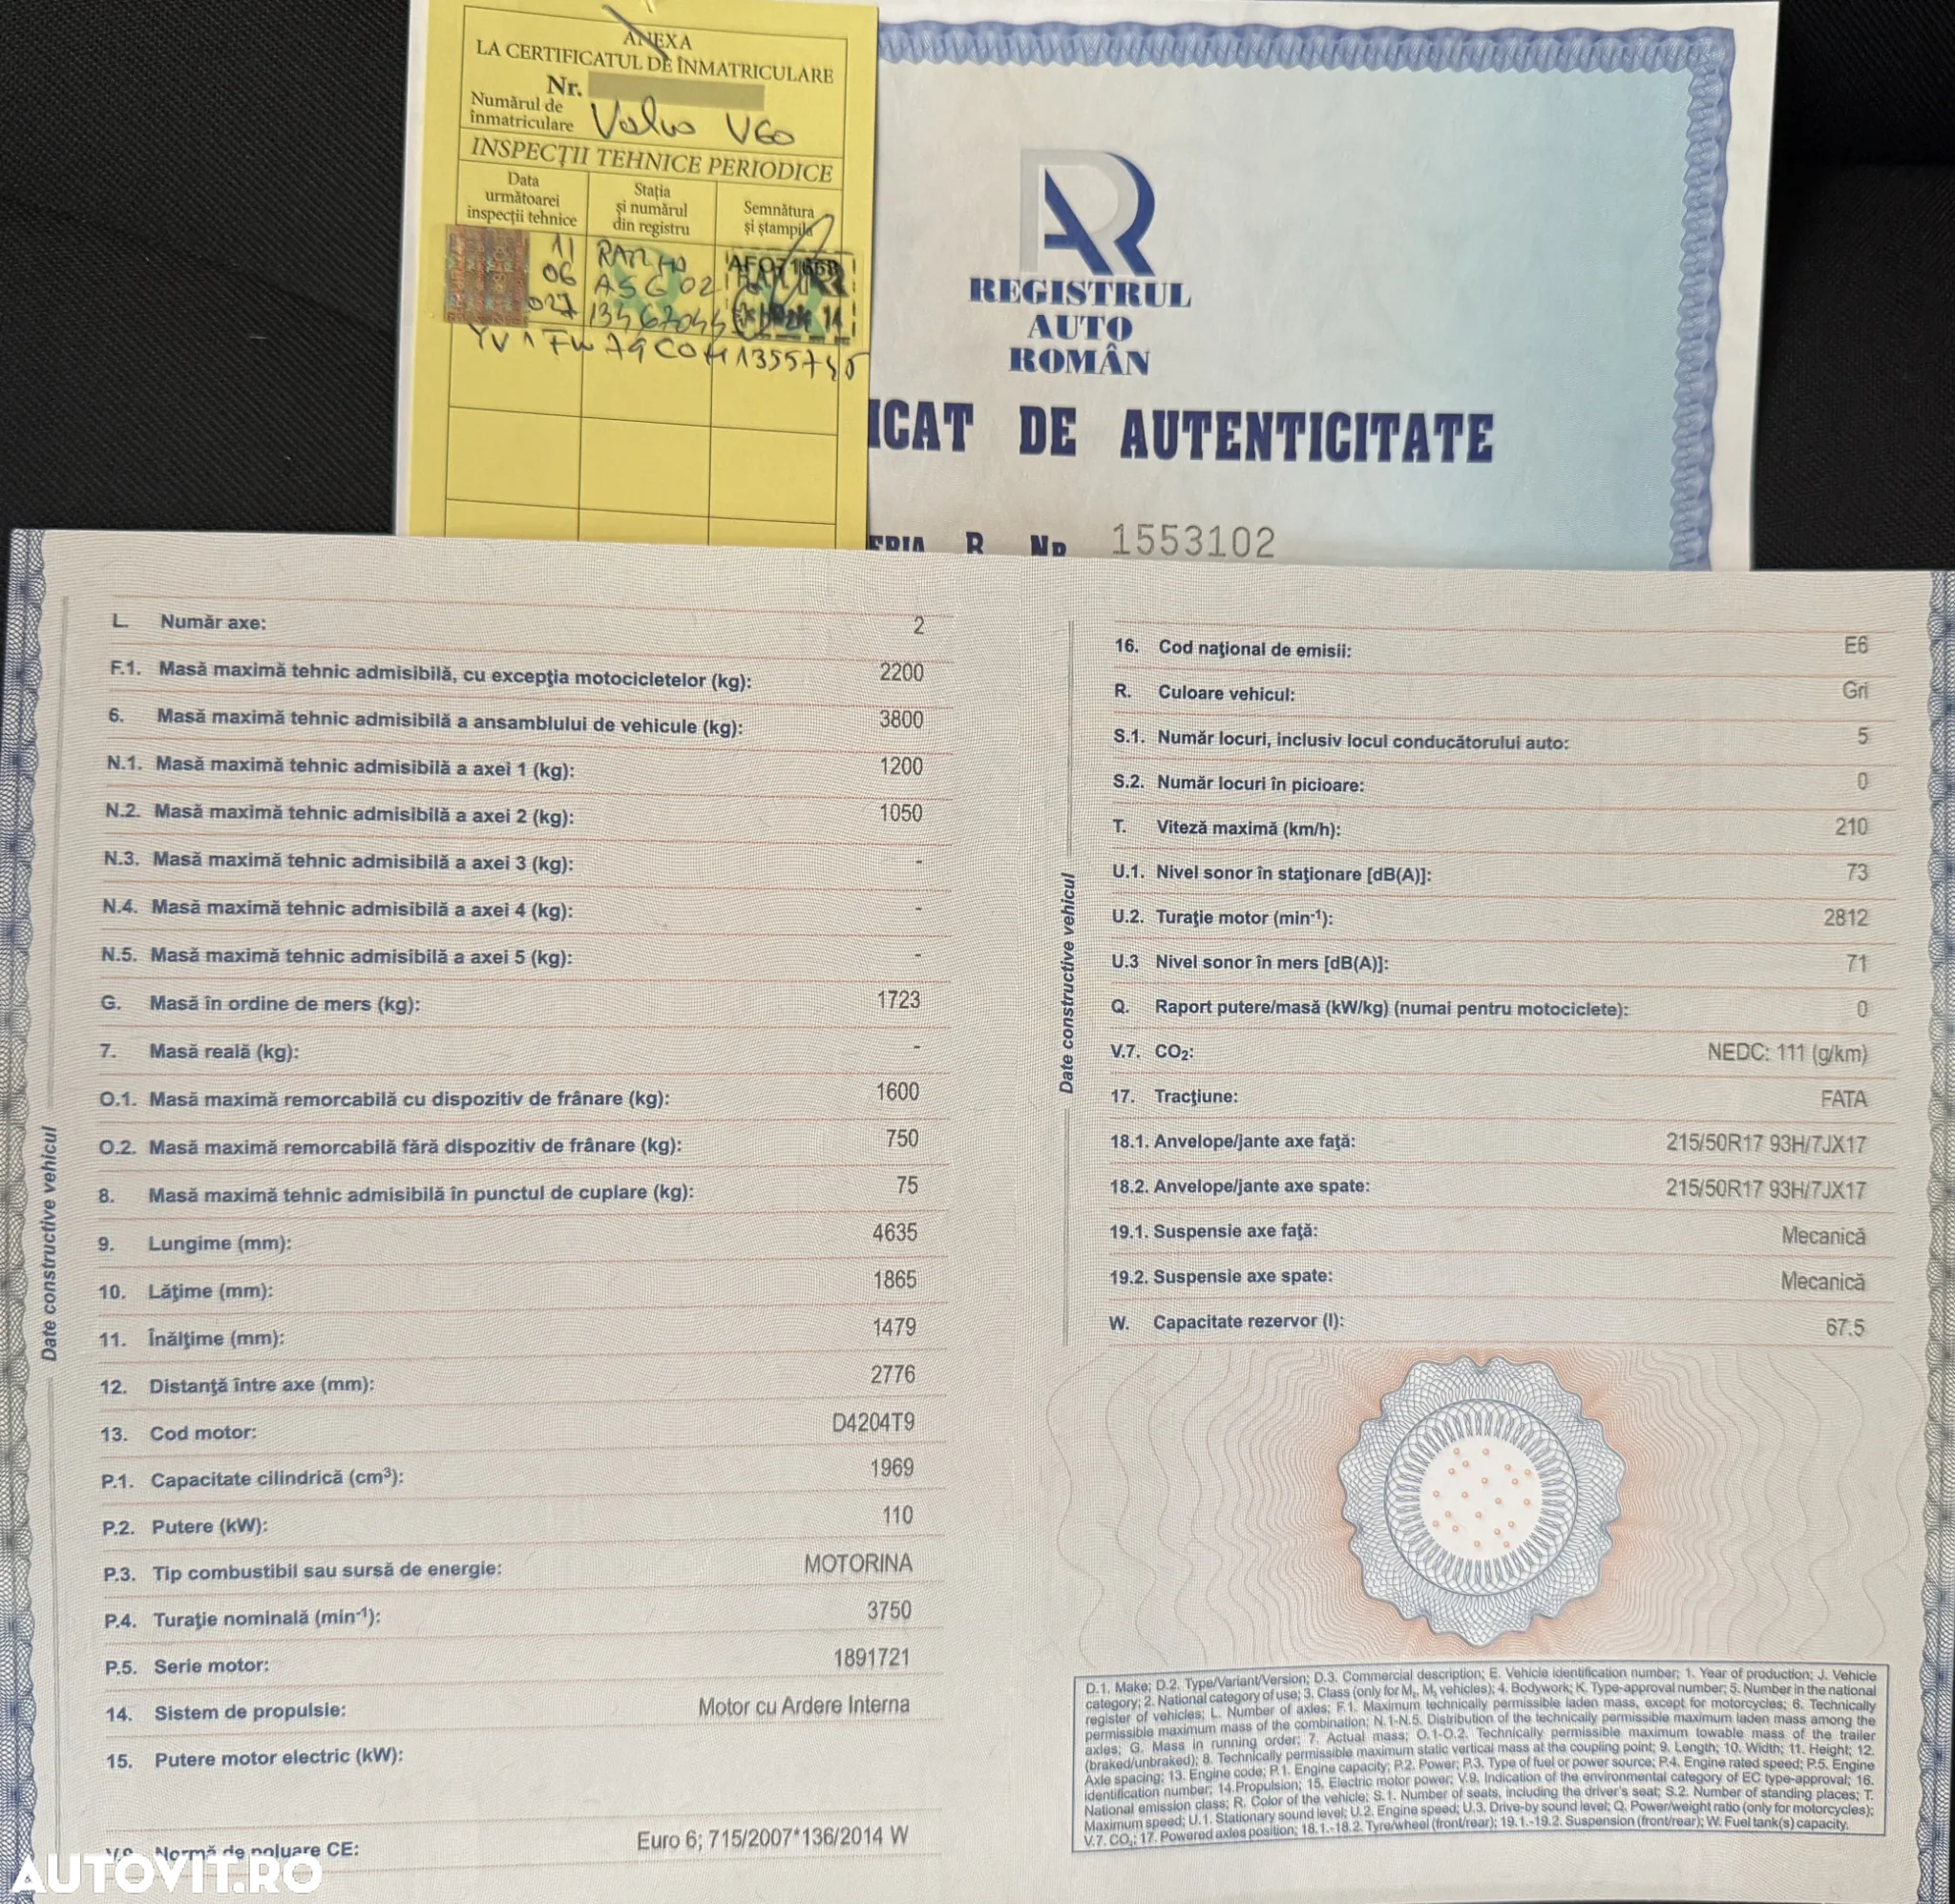 ANEXA
LA CERTIFICATUL DE ÎNMATRICULARE
Nr.
Numărul de
înmatriculare Volvo V60
INSPECȚII TEHNICE PERIODICE
Data
următoarei
inspecții tehnice
Stația
și numărul
din registru
Semnătura
și ștampila
11
06
027
REGISTRUL
AUTO
ROMÂN
ICAT DE AUTENTICITATE
ERIA R Nr 1553102
Date constructive vehicul
L. Număr axe: 2
F.1. Masă maximă tehnic admisibilă, cu excepţia motocicletelor (kg): 2200
6. Masă maximă tehnic admisibilă a ansamblului de vehicule (kg): 3800
N.1. Masă maximă tehnic admisibilă a axei 1 (kg): 1200
N.2. Masă maximă tehnic admisibilă a axei 2 (kg): 1050
N.3. Masă maximă tehnic admisibilă a axei 3 (kg): -
N.4. Masă maximă tehnic admisibilă a axei 4 (kg): -
N.5. Masă maximă tehnic admisibilă a axei 5 (kg): -
G. Masă în ordine de mers (kg): 1723
7. Masă reală (kg): -
O.1. Masă maximă remorcabilă cu dispozitiv de frânare (kg): 1600
O.2. Masă maximă remorcabilă fără dispozitiv de frânare (kg): 750
8. Masă maximă tehnic admisibilă în punctul de cuplare (kg): 75
9. Lungime (mm): 4635
10. Lăţime (mm): 1865
11. Înălţime (mm): 1479
12. Distanţă între axe (mm): 2776
13. Cod motor: D4204T9
P.1. Capacitate cilindrică (cm³): 1969
P.2. Putere (kW): 110
P.3. Tip combustibil sau sursă de energie: MOTORINA
P.4. Turaţie nominală (min-¹): 3750
P.5. Serie motor: 1891721
14. Sistem de propulsie: Motor cu Ardere Interna
15. Putere motor electric (kW):
V.9. Normă de poluare CE: Euro 6; 715/2007*136/2014 W
Date constructive vehicul
16. Cod naţional de emisii: E6
R. Culoare vehicul: Gri
S.1. Număr locuri, inclusiv locul conducătorului auto: 5
S.2. Număr locuri în picioare: 0
T. Viteză maximă (km/h): 210
U.1. Nivel sonor în staţionare [dB(A)]: 73
U.2. Turaţie motor (min-¹): 2812
U.3 Nivel sonor în mers [dB(A)]: 71
Q. Raport putere/masă (kW/kg) (numai pentru motociclete): 0
V.7. CO₂: NEDC: 111 (g/km)
17. Tracţiune: FATA
18.1. Anvelope/jante axe faţă: 215/50R17 93H/7JX17
18.2. Anvelope/jante axe spate: 215/50R17 93H/7JX17
19.1. Suspensie axe faţă: Mecanică
19.2. Suspensie axe spate: Mecanică
W. Capacitate rezervor (l): 67.5
D.1. Make; D.2. Type/Variant/Version; D.3. Commercial description; E. Vehicle identification number; 1. Year of production; J. Vehicle
category; 2. National category of use; 3. Class (only for M₂, M₃ vehicles); 4. Bodywork; K. Type-approval number; 5. Number in the national
register of vehicles; L. Number of axles; F.1. Maximum technically permissible laden mass, except for motorcycles; 6. Technically
permissible maximum mass of the combination; N.1-N.5. Distribution of the technically permissible maximum laden mass among the
axles; G. Mass in running order; 7. Actual mass; O.1-O.2. Technically permissible maximum towable mass of the trailer
(braked/unbraked); 8. Technically permissible maximum static vertical mass at the coupling point; 9. Length; 10. Width; 11. Height; 12.
Axle spacing; 13. Engine code; P.1. Engine capacity; P.2. Power; P.3. Type of fuel or power source; P.4. Engine rated speed; P.5. Engine
identification number; 14.Propulsion; 15. Electric motor power; V.9. Indication of the environmental category of EC type-approval; 16.
National emission class; R. Color of the vehicle; S.1. Number of seats, including the driver's seat; S.2. Number of standing places; T.
Maximum speed; U.1. Stationary sound level; U.2. Engine speed; U.3. Drive-by sound level; Q. Power/weight ratio (only for motorcycles);
V.7. CO₂; 17. Powered axles position; 18.1.-18.2. Tyre/wheel (front/rear); 19.1.-19.2. Suspension (front/rear); W. Fuel tank(s) capacity.
AUTOVIT.RO